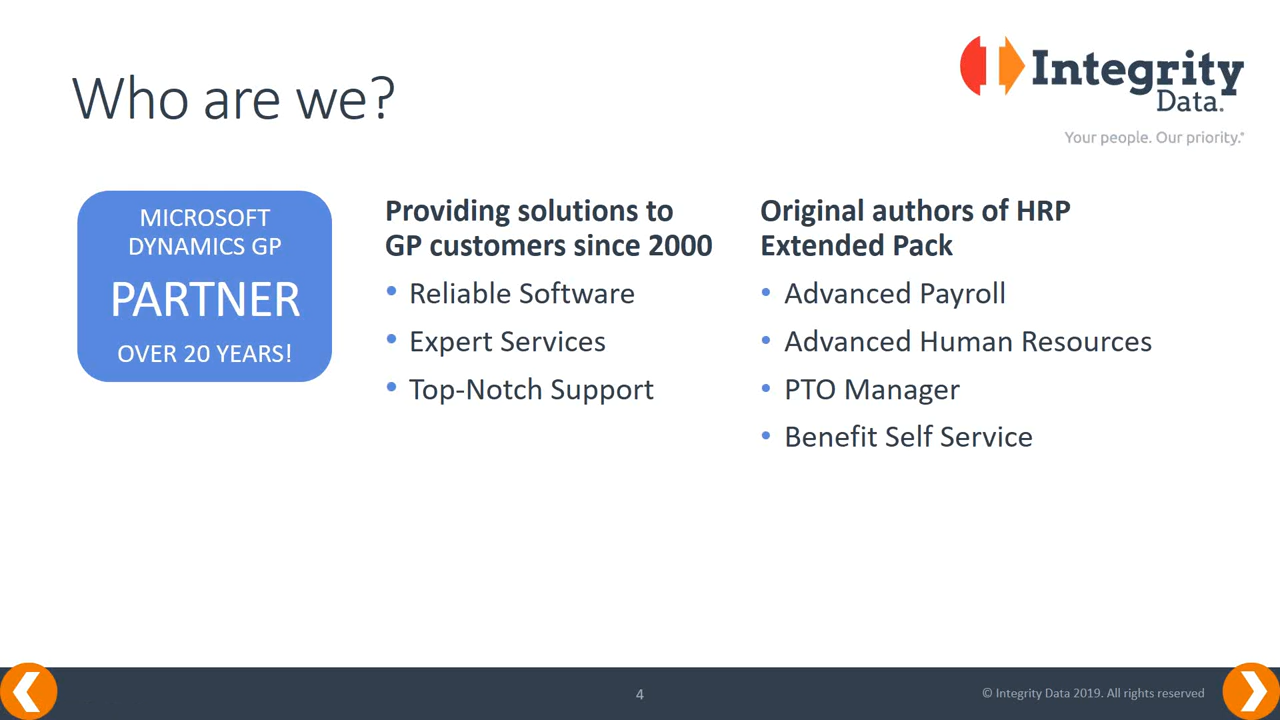 Who are we?
Integrity
Data.
Your people. Our priority.®
MICROSOFT
DYNAMICS GP
PARTNER
OVER 20 YEARS!
Providing solutions to
GP customers since 2000
• Reliable Software
• Expert Services
• Top-Notch Support
Original authors of HRP
Extended Pack
• Advanced Payroll
• Advanced Human Resources
• PTO Manager
• Benefit Self Service
4
© Integrity Data 2019. All rights reserved